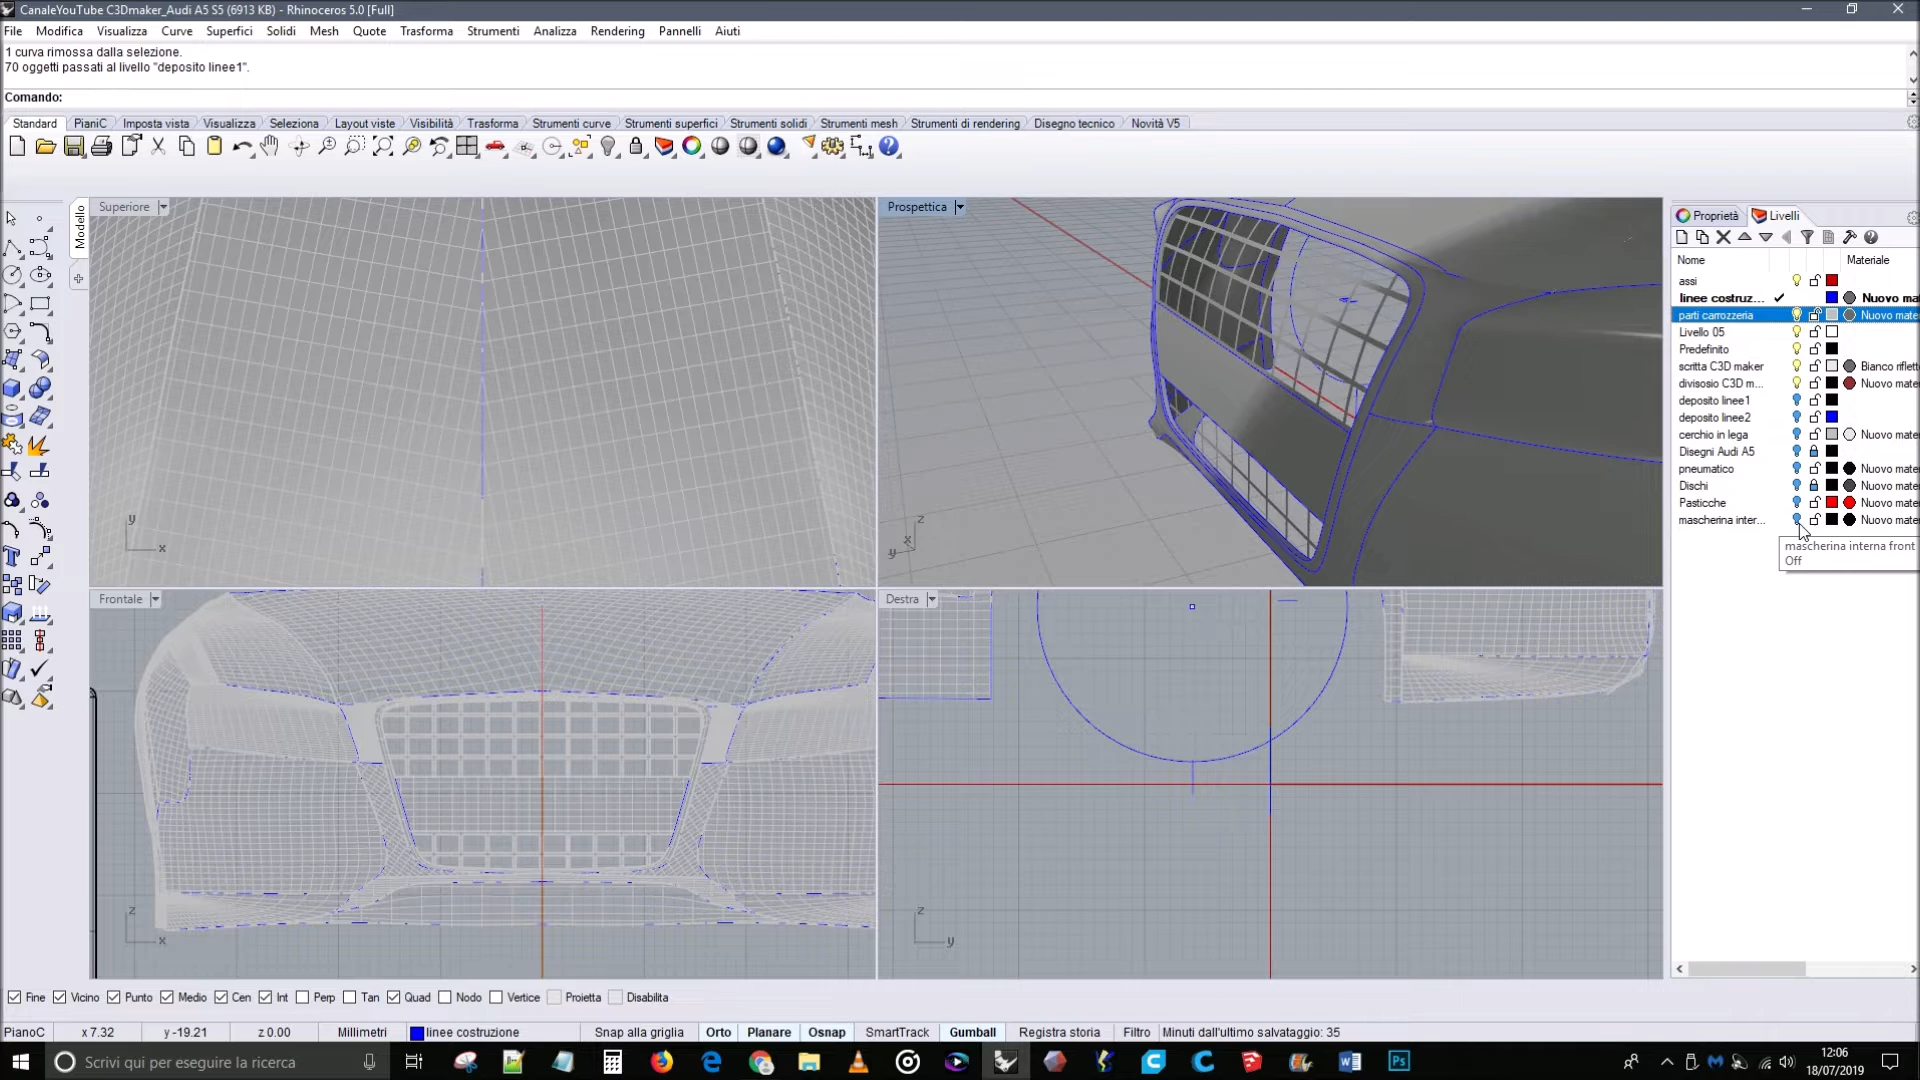 CanaleYouTube C3Dmaker_Audi A5 S5 (6913 KB) - Rhinoceros 5.0 [Full]
File Modifica Visualizza Curve Superfici Solidi Mesh Quote Trasforma Strumenti Analizza Rendering Pannelli Aiuti
1 curva rimossa dalla selezione.
70 oggetti passati al livello "deposito linee1".
Comando:
Standard PianiC Imposta vista Visualizza Seleziona Layout viste Visibilità Trasforma Strumenti curve Strumenti superfici Strumenti solidi Strumenti mesh Strumenti di rendering Disegno tecnico Novità V5
Modello
Superiore
y
x
Prospettica
z
x
y
Frontale
z
x
Destra
z
y
Proprietà Livelli
Nome Materiale
assi
linee costruz... Nuovo ma
parti carrozzeria Nuovo mate
Livello 05
Predefinito
scritta C3D maker Bianco riflett
divisosio C3D m... Nuovo mate
deposito linee1
deposito linee2
cerchio in lega Nuovo mate
Disegni Audi A5
pneumatico Nuovo mate
Dischi Nuovo mate
Pasticche Nuovo mate
mascherina inter... Nuovo mate
mascherina interna front
Off
Fine Vicino Punto Medio Cen Int Perp Tan Quad Nodo Vertice Proietta Disabilita
PianoC x 7.32 y -19.21 z 0.00 Millimetri linee costruzione Snap alla griglia Orto Planare Osnap SmartTrack Gumball Registra storia Filtro Minuti dall'ultimo salvataggio: 35
Scrivi qui per eseguire la ricerca
12:06
18/07/2019